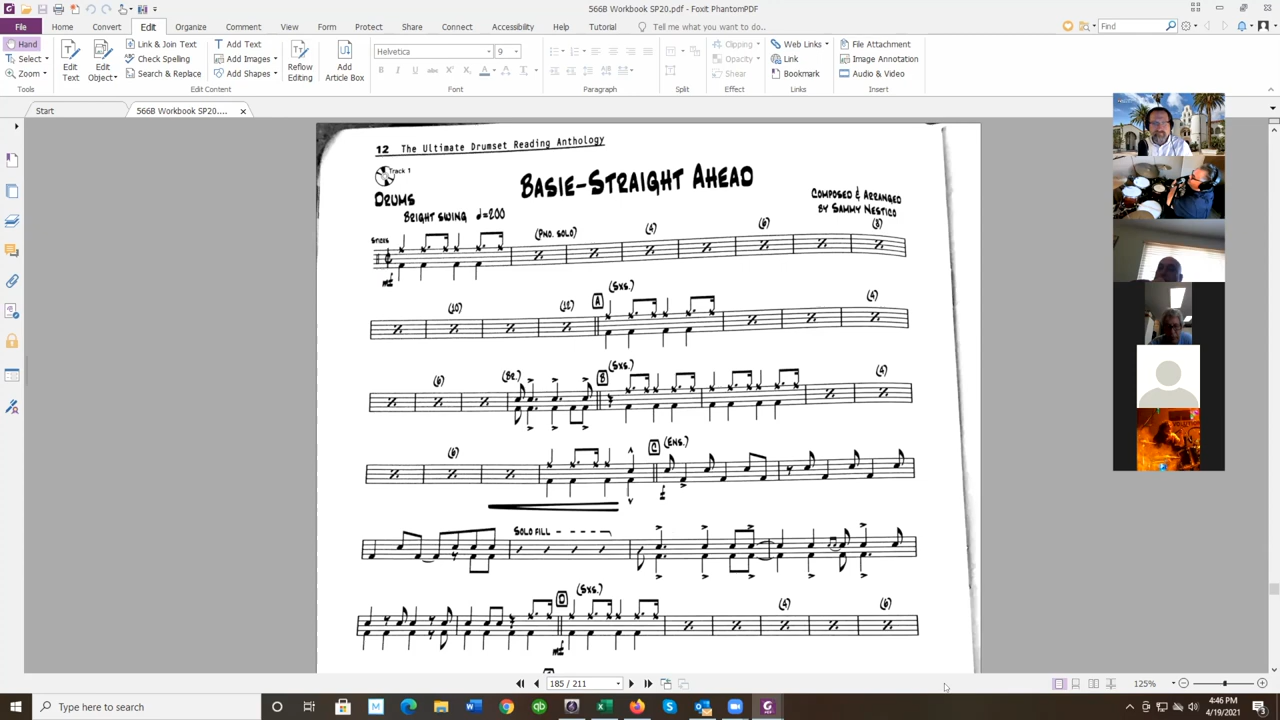 566B Workbook SP20.pdf - Foxit PhantomPDF
File Home Convert Edit Organize Comment View Form Protect Share Connect Accessibility Help Tutorial Tell me what you want to do... Find
Hand
Select
Zoom
Tools
Edit Text
Edit Object
Link & Join Text
Check Spelling
Search & Replace
Add Text
Add Images
Add Shapes
Edit Content
Reflow Editing
Add Article Box
Helvetica 9
Font
Paragraph
Split
Clipping
Opacity
Shear
Effect
Web Links
Link
Bookmark
Links
File Attachment
Image Annotation
Audio & Video
Insert
Start 566B Workbook SP20....
12 The Ultimate Drumset Reading Anthology
Track 1
BASIE-STRAIGHT AHEAD
DRUMS
COMPOSED & ARRANGED
BY SAMMY NESTICO
BRIGHT SWING ♩=200
STICKS (PNO. SOLO) (4) (6) (8)
mf
(10) (12) A (SXS.) (4)
(6) (BR.) B (SXS.) (4)
(6) C (ENS.)
f
SOLO FILL
D (SXS.) (4) (6)
mf
185 / 211 125%
Type here to search
4:46 PM
4/19/2021